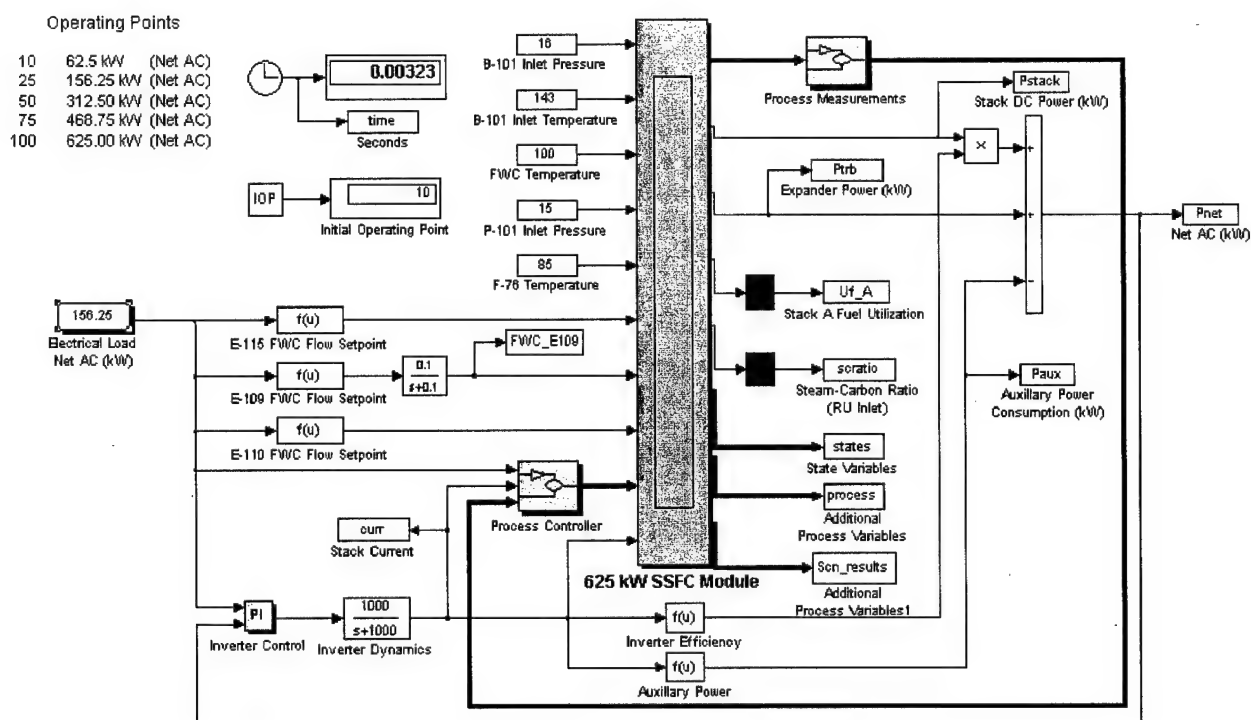 Operating Points
10 62.5 kW (Net AC)
25 156.25 kW (Net AC)
50 312.50 kW (Net AC)
75 468.75 kW (Net AC)
100 625.00 kW (Net AC)
0.00323
time
Seconds
IOP
10
Initial Operating Point
16
B-101 Inlet Pressure
143
B-101 Inlet Temperature
100
FWC Temperature
15
P-101 Inlet Pressure
85
F-76 Temperature
156.25
Electrical Load
Net AC (kW)
f(u)
E-115 FWC Flow Setpoint
f(u)
E-109 FWC Flow Setpoint
0.1
s+0.1
FWC_E109
f(u)
E-110 FWC Flow Setpoint
Process Controller
curr
Stack Current
PI
Inverter Control
1000
s+1000
Inverter Dynamics
625 kW SSFC Module
f(u)
Inverter Efficiency
f(u)
Auxillary Power
Process Measurements
Pstack
Stack DC Power (kW)
×
+
+
-
Ptrb
Expander Power (kW)
Pnet
Net AC (kW)
Uf_A
Stack A Fuel Utilization
scratio
Steam-Carbon Ratio
(RU Inlet)
Paux
Auxillary Power
Consumption (kW)
states
State Variables
process
Additional
Process Variables
Scn_results
Additional
Process Variables1